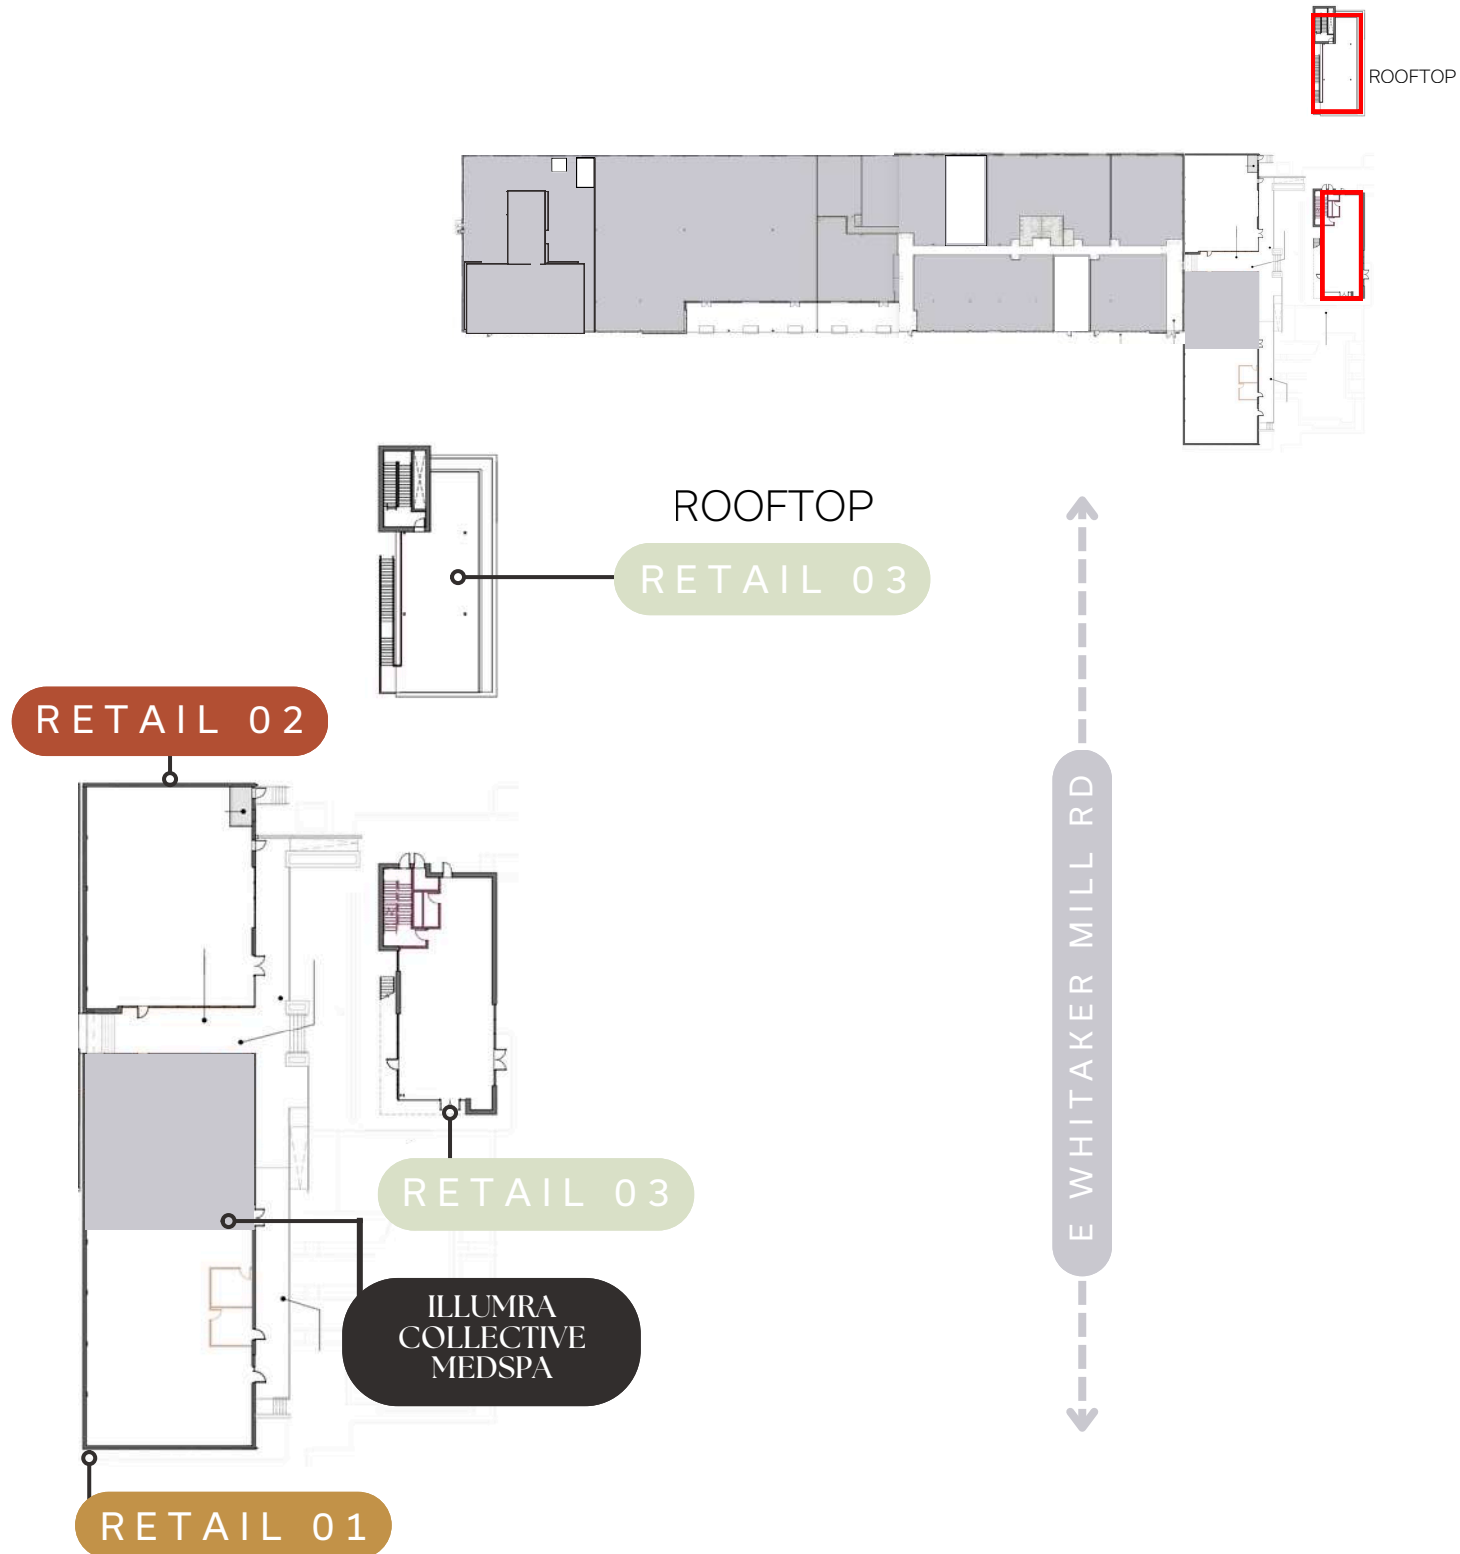 ROOFTOP
ROOFTOP
RETAIL 03
RETAIL 02
E WHITAKER MILL RD
RETAIL 03
ILLUMRA
COLLECTIVE
MEDSPA
RETAIL 01